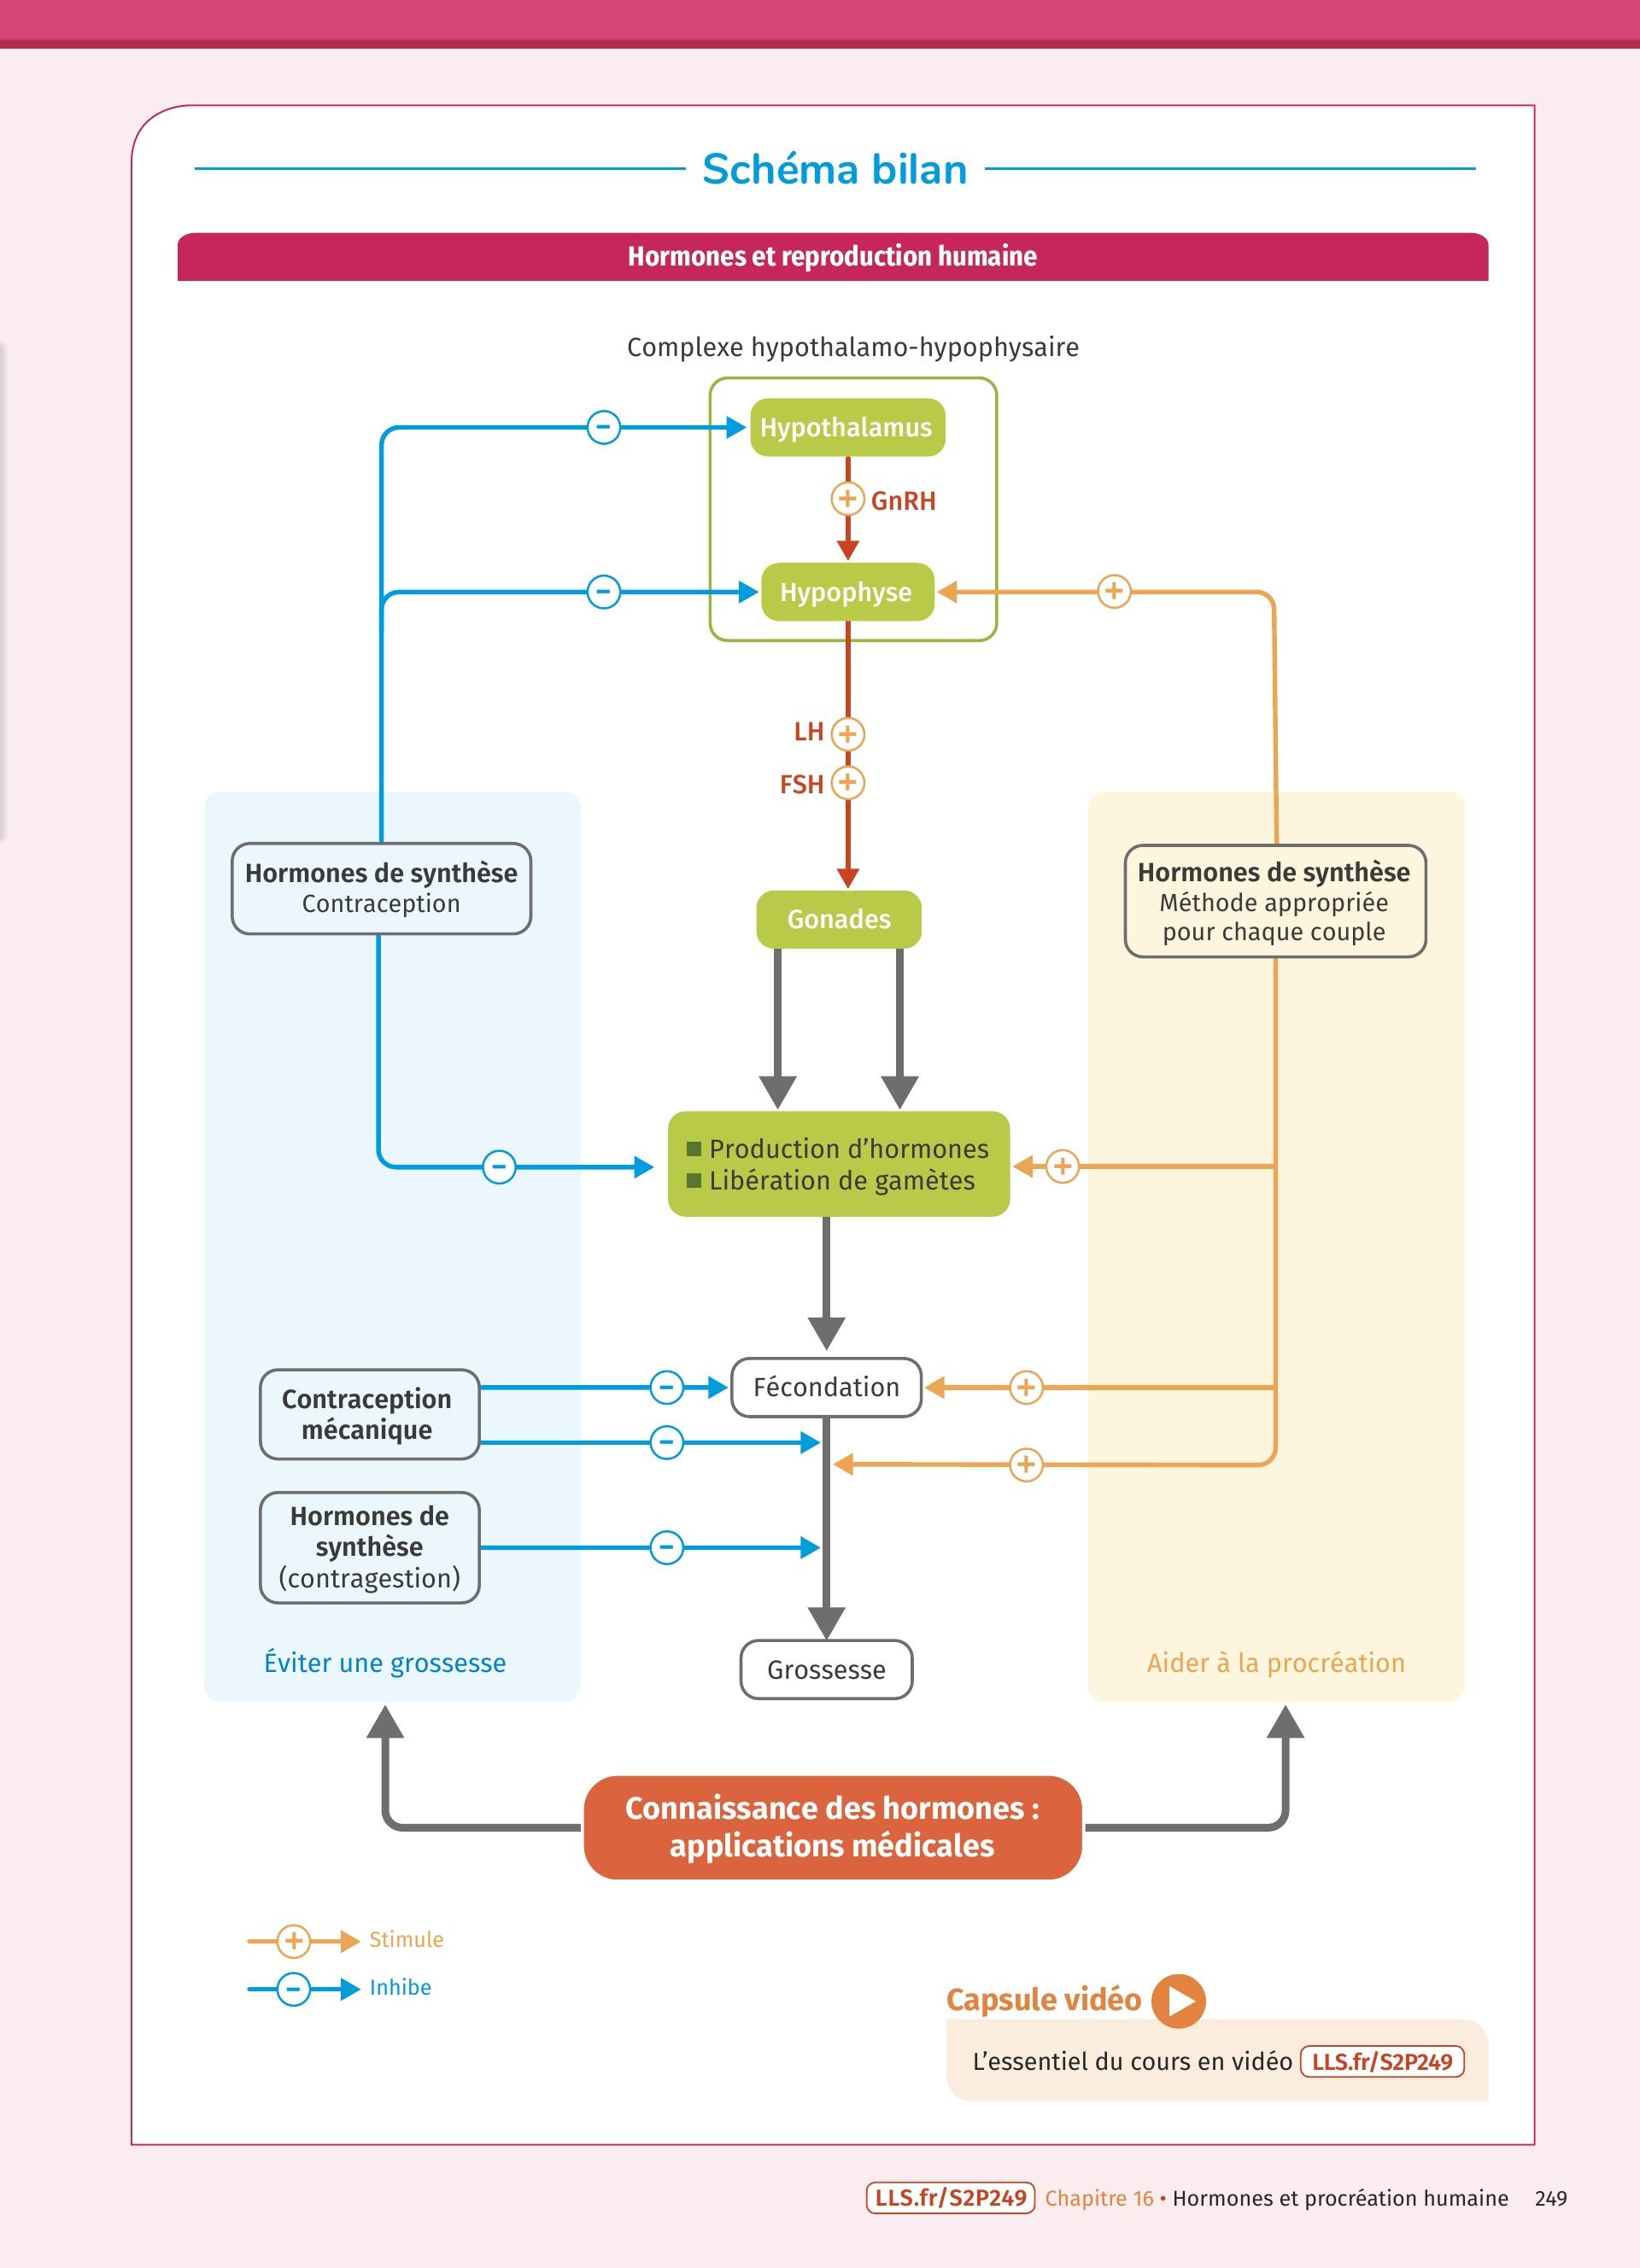 Schéma bilan
Hormones et reproduction humaine
Complexe hypothalamo-hypophysaire
Hypothalamus
−
+ GnRH
Hypophyse
−
+
LH +
FSH +
Hormones de synthèse
Contraception
Hormones de synthèse
Méthode appropriée
pour chaque couple
Gonades
■ Production d’hormones
■ Libération de gamètes
−
+
Contraception
mécanique
−
Fécondation
+
−
+
Hormones de
synthèse
(contragestion)
−
Éviter une grossesse
Grossesse
Aider à la procréation
Connaissance des hormones :
applications médicales
+ Stimule
− Inhibe
Capsule vidéo
L’essentiel du cours en vidéo LLS.fr/S2P249
LLS.fr/S2P249 Chapitre 16 • Hormones et procréation humaine 249